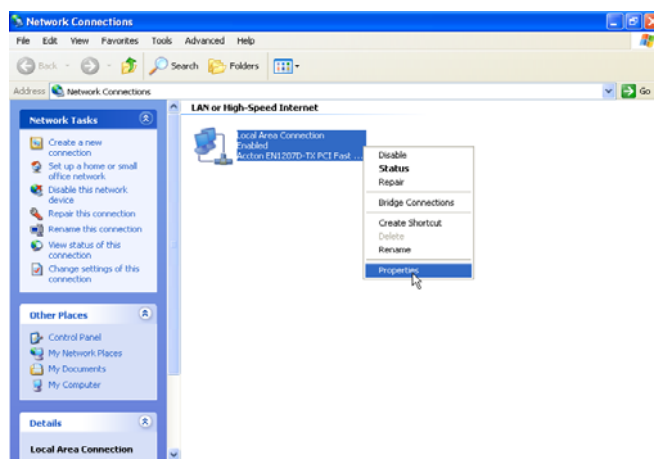 Network Connections
File Edit View Favorites Tools Advanced Help
Back Search Folders
Address Network Connections Go
Network Tasks
Create a new
connection
Set up a home or small
office network
Disable this network
device
Repair this connection
Rename this connection
View status of this
connection
Change settings of this
connection
Other Places
Control Panel
My Network Places
My Documents
My Computer
Details
Local Area Connection
LAN or High-Speed Internet
Local Area Connection
Enabled
Accton EN1207D-TX PCI Fast ...
Disable
Status
Repair
Bridge Connections
Create Shortcut
Delete
Rename
Properties